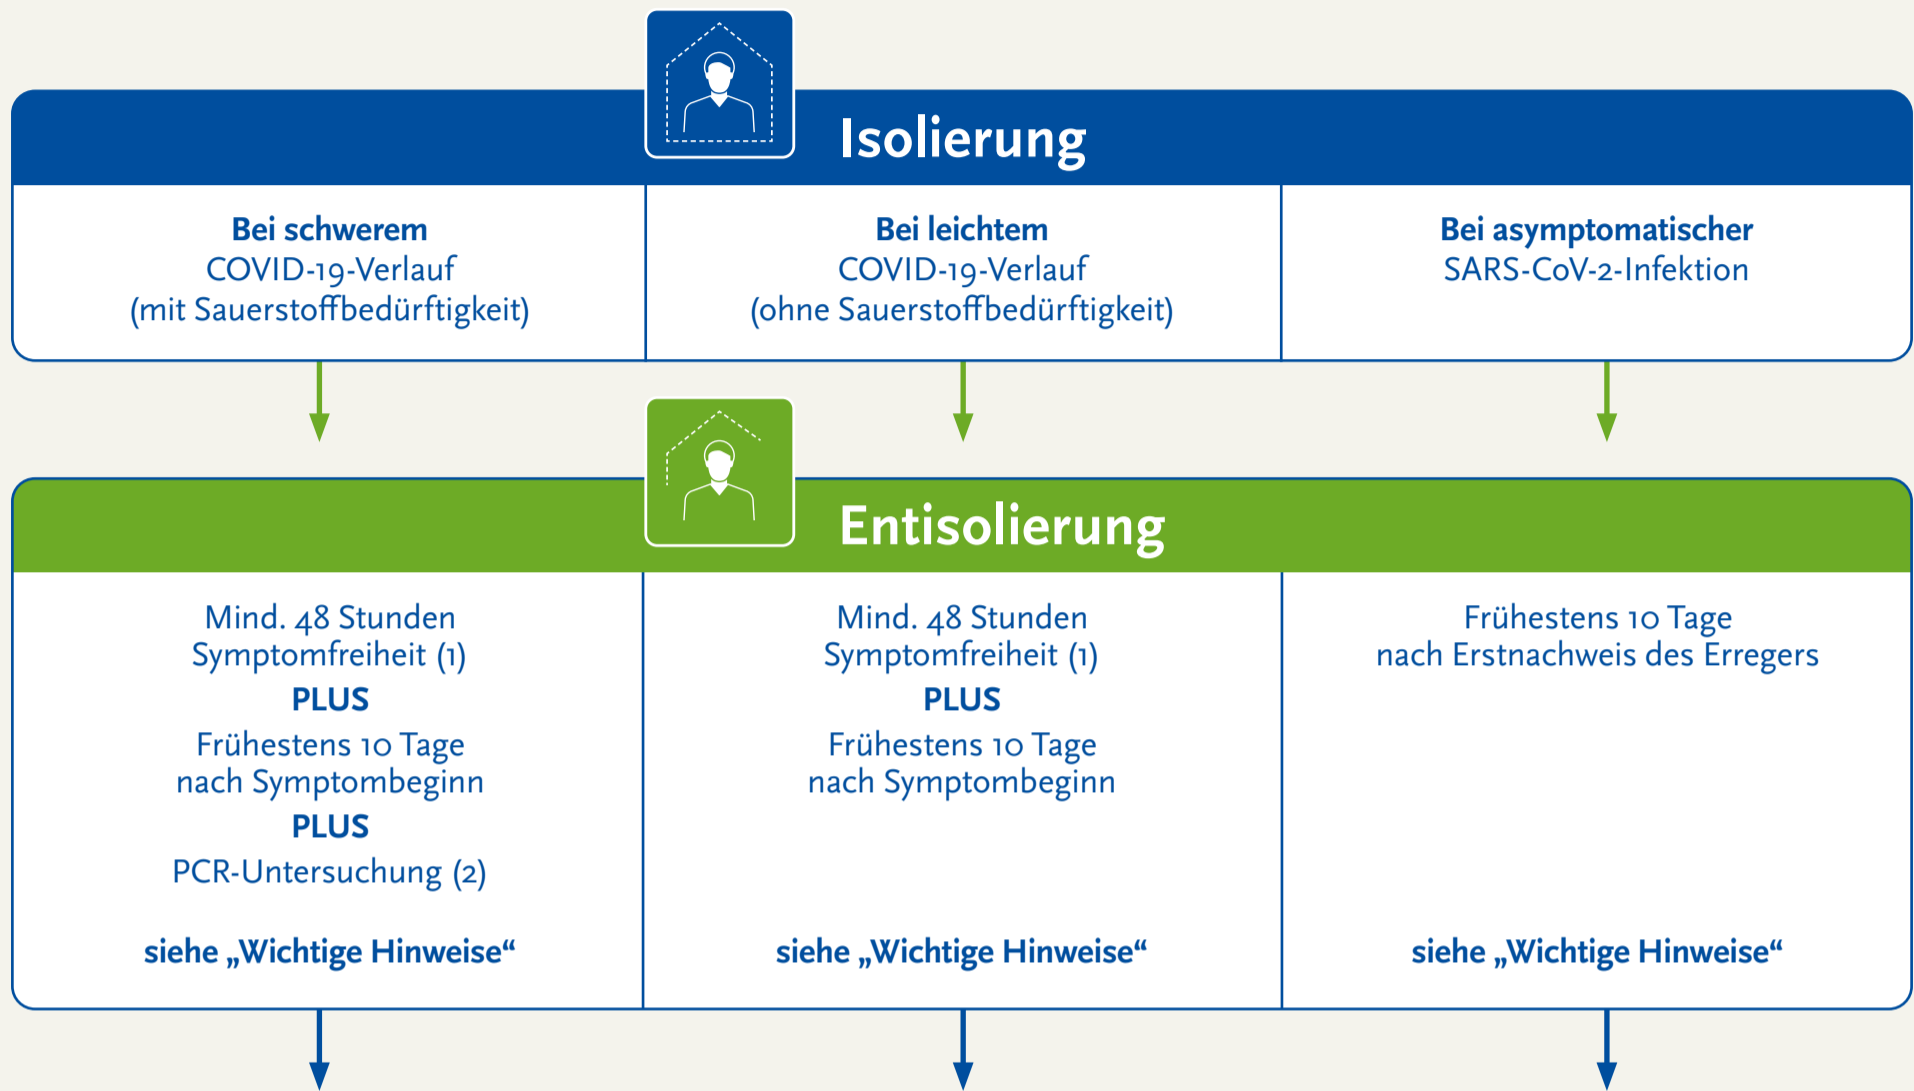 Isolierung
Bei schwerem
COVID-19-Verlauf
(mit Sauerstoffbedürftigkeit)
Bei leichtem
COVID-19-Verlauf
(ohne Sauerstoffbedürftigkeit)
Bei asymptomatischer
SARS-CoV-2-Infektion
Entisolierung
Mind. 48 Stunden
Symptomfreiheit (1)
PLUS
Frühestens 10 Tage
nach Symptombeginn
PLUS
PCR-Untersuchung (2)
siehe „Wichtige Hinweise“
Mind. 48 Stunden
Symptomfreiheit (1)
PLUS
Frühestens 10 Tage
nach Symptombeginn
siehe „Wichtige Hinweise“
Frühestens 10 Tage
nach Erstnachweis des Erregers
siehe „Wichtige Hinweise“